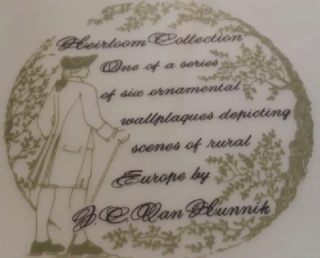 Heirloom Collection
One of a series
of six ornamental
wallplaques depicting
scenes of rural
Europe by
J. C. Van Hunnik